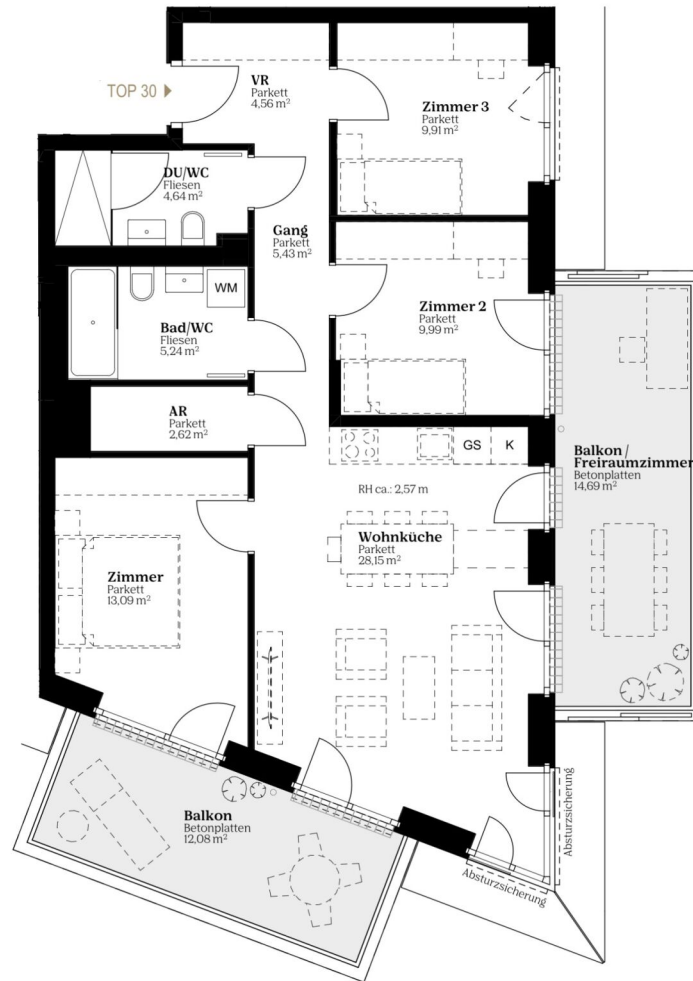 TOP 30
VR
Parkett
4,56 m²
Zimmer 3
Parkett
9,91 m²
DU/WC
Fliesen
4,64 m²
Gang
Parkett
5,43 m²
WM
Bad/WC
Fliesen
5,24 m²
Zimmer 2
Parkett
9,99 m²
AR
Parkett
2,62 m²
GS
K
RH ca.: 2,57 m
Balkon/
Freiraumzimmer
Betonplatten
14,69 m²
Wohnküche
Parkett
28,15 m²
Zimmer
Parkett
13,09 m²
Balkon
Betonplatten
12,08 m²
Absturzsicherung
Absturzsicherung